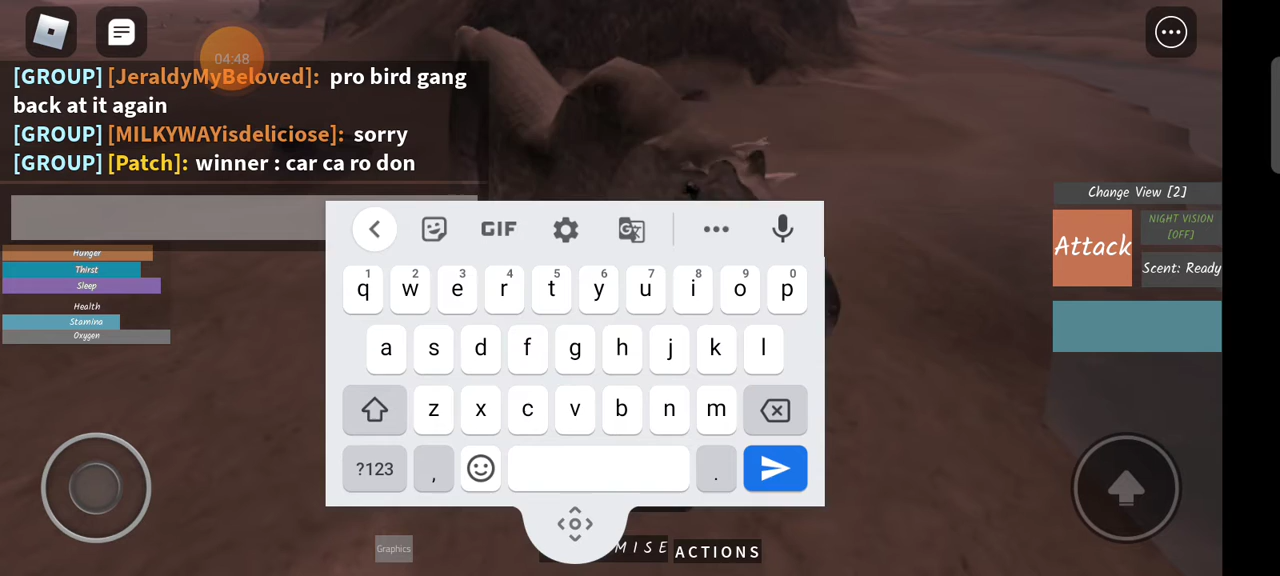 04:48
[GROUP] [JeraldyMyBeloved]: pro bird gang
back at it again
[GROUP] [MILKYWAYisdeliciose]: sorry
[GROUP] [Patch]: winner : car ca ro don
Change View [2]
Attack
NIGHT VISION
[OFF]
Scent: Ready
Hunger
Thirst
Sleep
Health
Stamina
Oxygen
GIF
1 2 3 4 5 6 7 8 9 0
q w e r t y u i o p
a s d f g h j k l
z x c v b n m
?123 , .
Graphics
MISE
ACTIONS